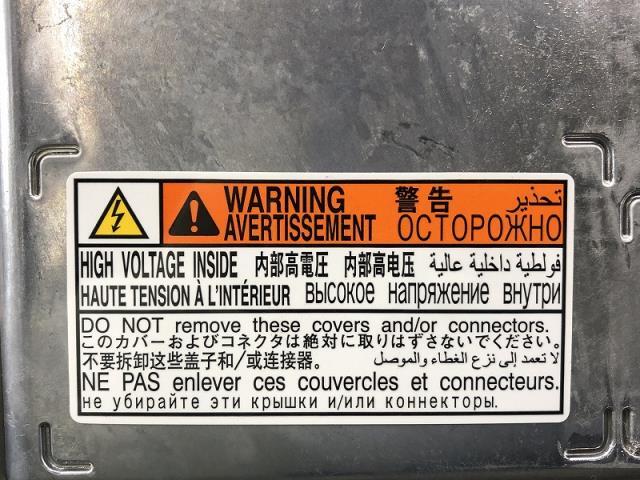 WARNING 警告 تحذير
AVERTISSEMENT ОСТОРОЖНО
HIGH VOLTAGE INSIDE 内部高電圧 内部高电压 فولطية داخلية عالية
HAUTE TENSION À L'INTÉRIEUR высокое напряжение внутри
DO NOT remove these covers and/or connectors.
このカバーおよびコネクタは絶対に取りはずさないでください。
不要拆卸这些盖子和/或连接器。 لا تعمد إلى نزع الغطاء والموصل
NE PAS enlever ces couvercles et connecteurs.
не убирайте эти крышки и/или коннекторы.